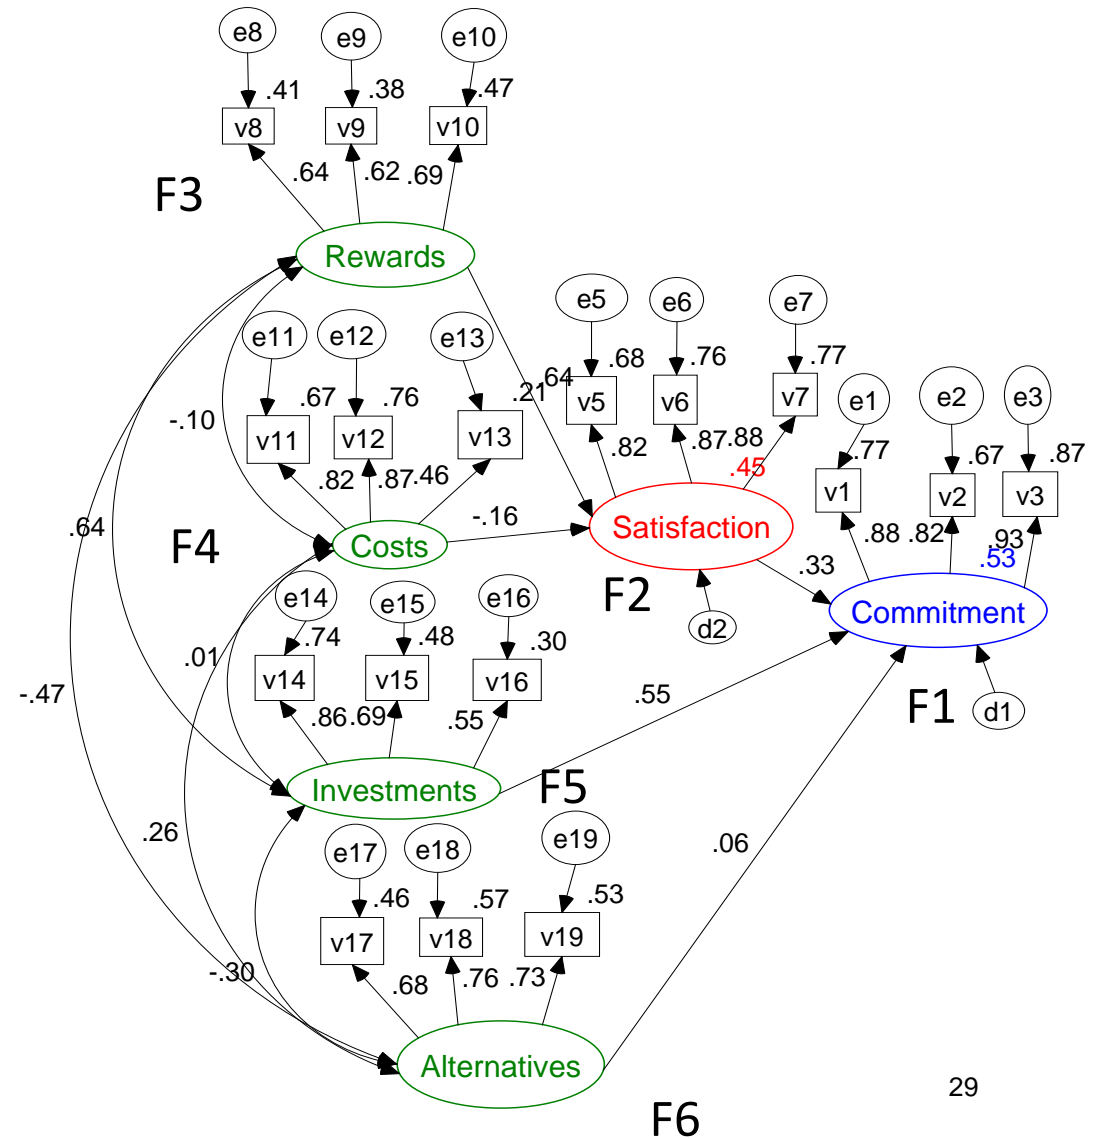 e8
e9
e10
.41
.38
.47
v8
v9
v10
.64
.62
.69
F3
Rewards
e5
e6
e7
e11
e12
e13
.68
.76
.77
.64
.21
v5
v6
v7
e1
e2
e3
.67
.76
-.10
v11
v12
v13
.82
.87
.88
.77
.67
.87
.82
.87
.46
.45
v1
v2
v3
-.16
Satisfaction
.88
.82
.93
.53
.64
F4
Costs
.33
F2
Commitment
e14
e15
e16
d2
.74
.48
.30
.01
v14
v15
v16
-.47
.55
F1
d1
.86
.69
.55
Investments
F5
.26
e17
e18
e19
.06
.46
.57
.53
v17
v18
v19
-.30
.68
.76
.73
Alternatives
29
F6